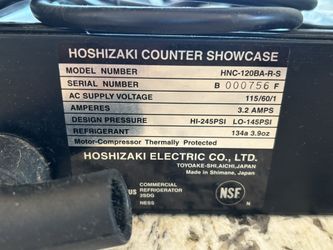 HOSHIZAKI COUNTER SHOWCASE
MODEL NUMBER HNC-120BA-R-S
SERIAL NUMBER B 000756 F
AC SUPPLY VOLTAGE 115/60/1
AMPERES 3.2 AMPS
DESIGN PRESSURE HI-245PSI LO-145PSI
REFRIGERANT 134a 3.9oz
Motor-Compressor Thermally Protected
HOSHIZAKI ELECTRIC CO., LTD.
TOYOAKE-SHI, AICHI, JAPAN
Made in Shimane, Japan
COMMERCIAL
US REFRIGERATOR
35DG
NSF
N